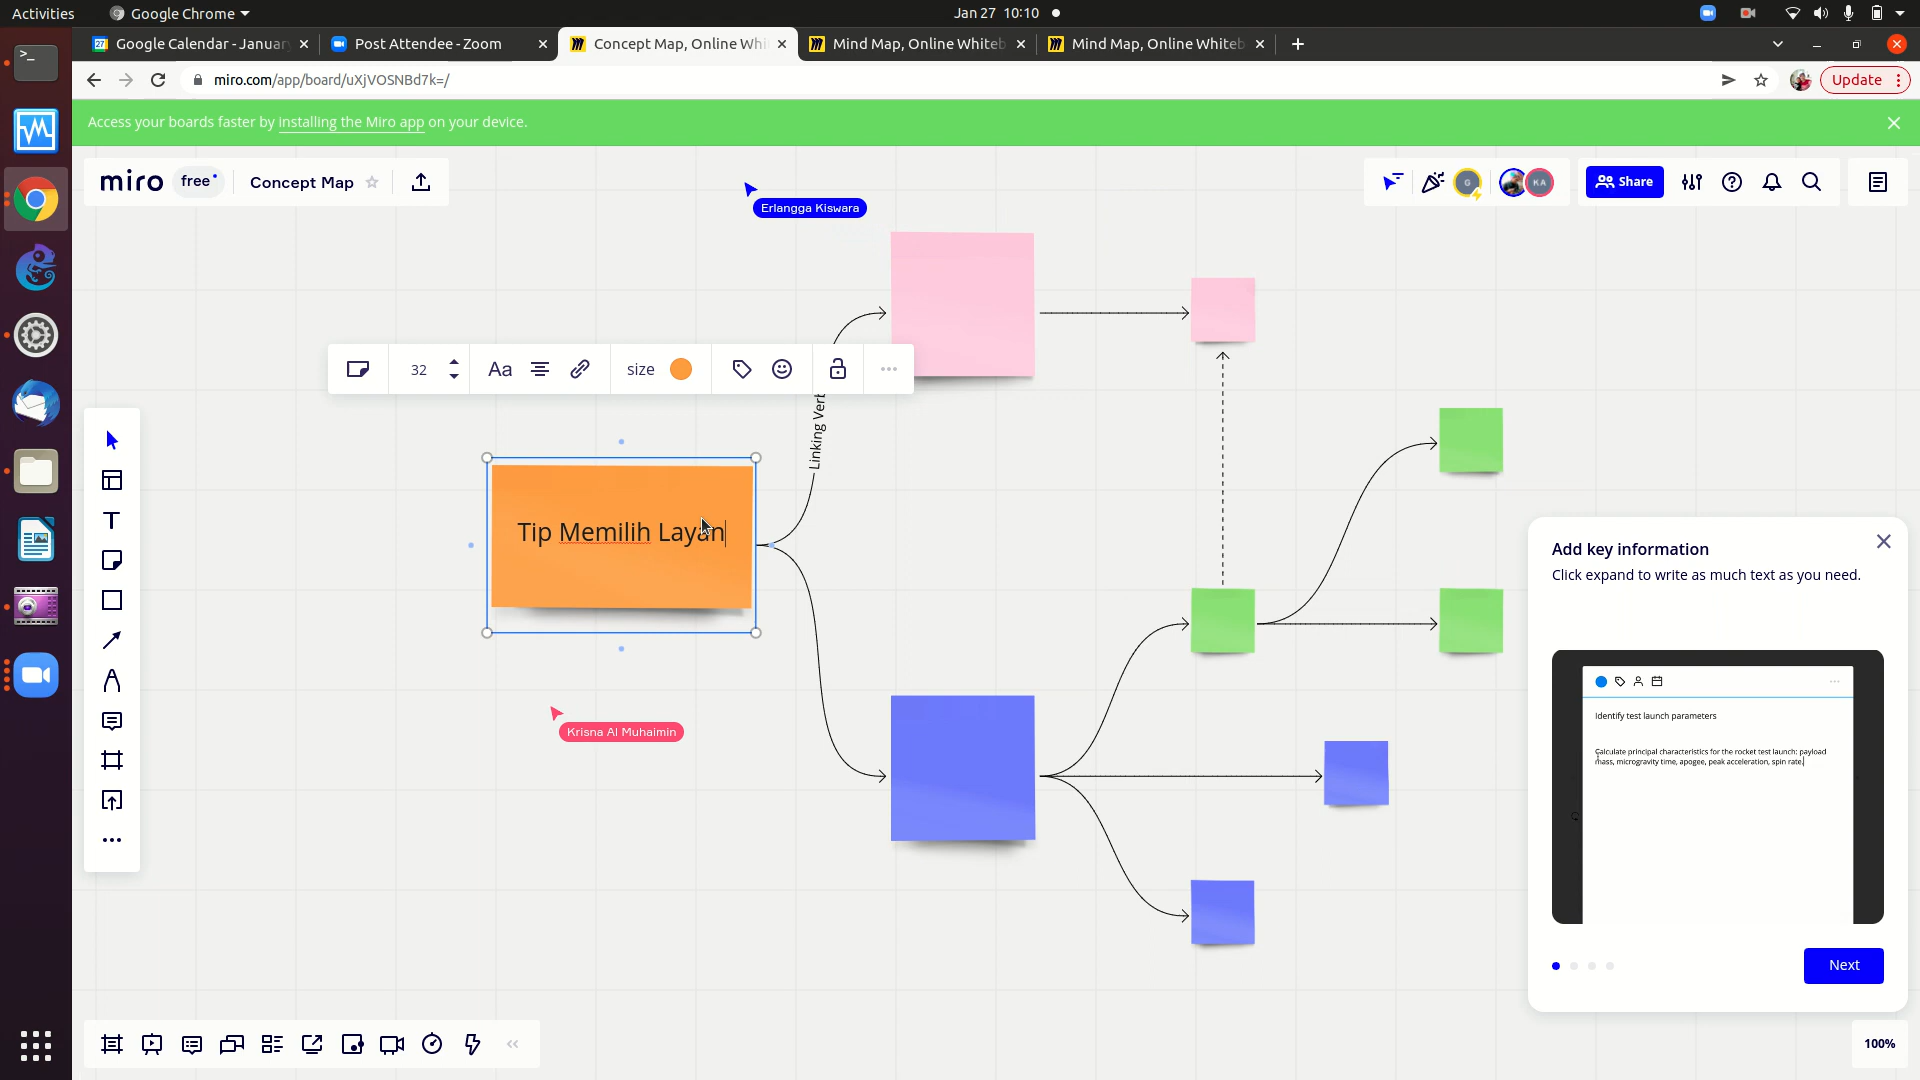 Activities
Google Chrome
Jan 27 10:10
Google Calendar - Januar
Post Attendee - Zoom
Concept Map, Online Whi
Mind Map, Online Whiteb
Mind Map, Online Whiteb
miro.com/app/board/uXjVOSNBd7k=/
Update
Access your boards faster by installing the Miro app on your device.
miro
free
Concept Map
Erlangga Kiswara
G
KA
Share
32
Aa
size
Linking Verb
Tip Memilih Layan
Krisna Al Muhaimin
Add key information
Click expand to write as much text as you need.
Identify test launch parameters
Calculate principal characteristics for the rocket test launch: payload
mass, microgravity time, apogee, peak acceleration, spin rate.
Next
100%